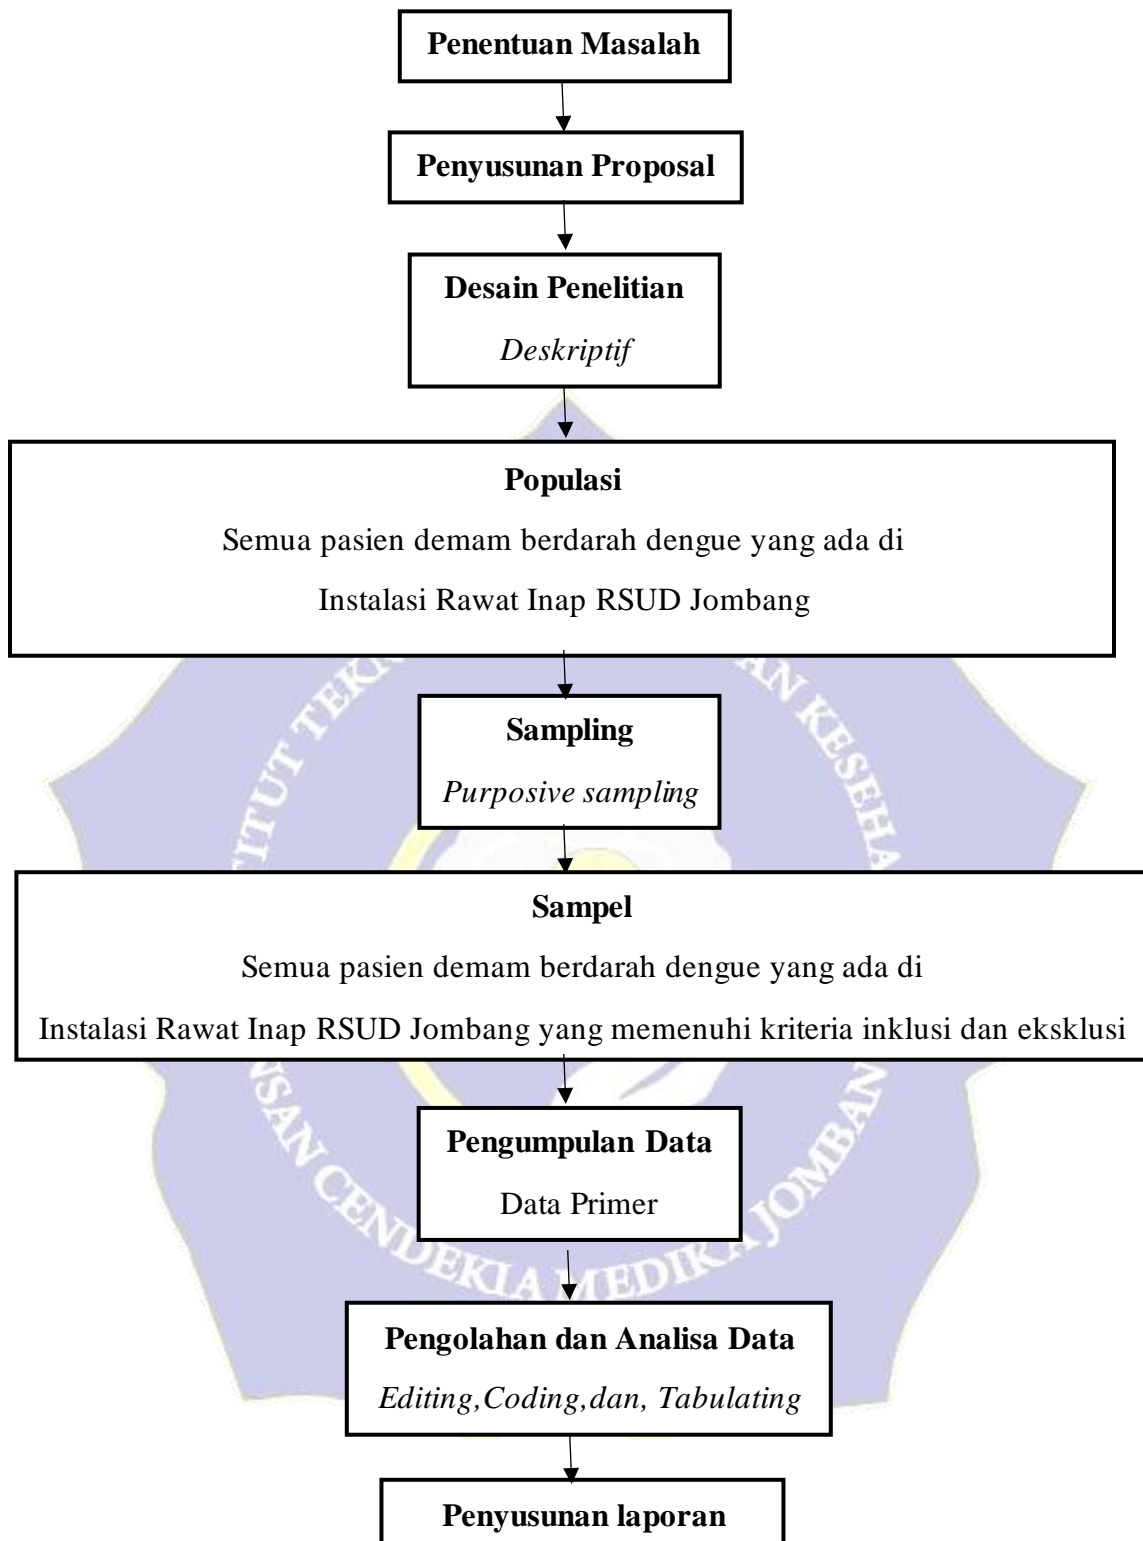 Penentuan Masalah
Penyusunan Proposal
Desain Penelitian
Deskriptif
Populasi
Semua pasien demam berdarah dengue yang ada di
Instalasi Rawat Inap RSUD Jombang
Sampling
Purposive sampling
Sampel
Semua pasien demam berdarah dengue yang ada di
Instalasi Rawat Inap RSUD Jombang yang memenuhi kriteria inklusi dan eksklusi
Pengumpulan Data
Data Primer
Pengolahan dan Analisa Data
Editing,Coding,dan, Tabulating
Penyusunan laporan
CENDEKIA MEDIKA